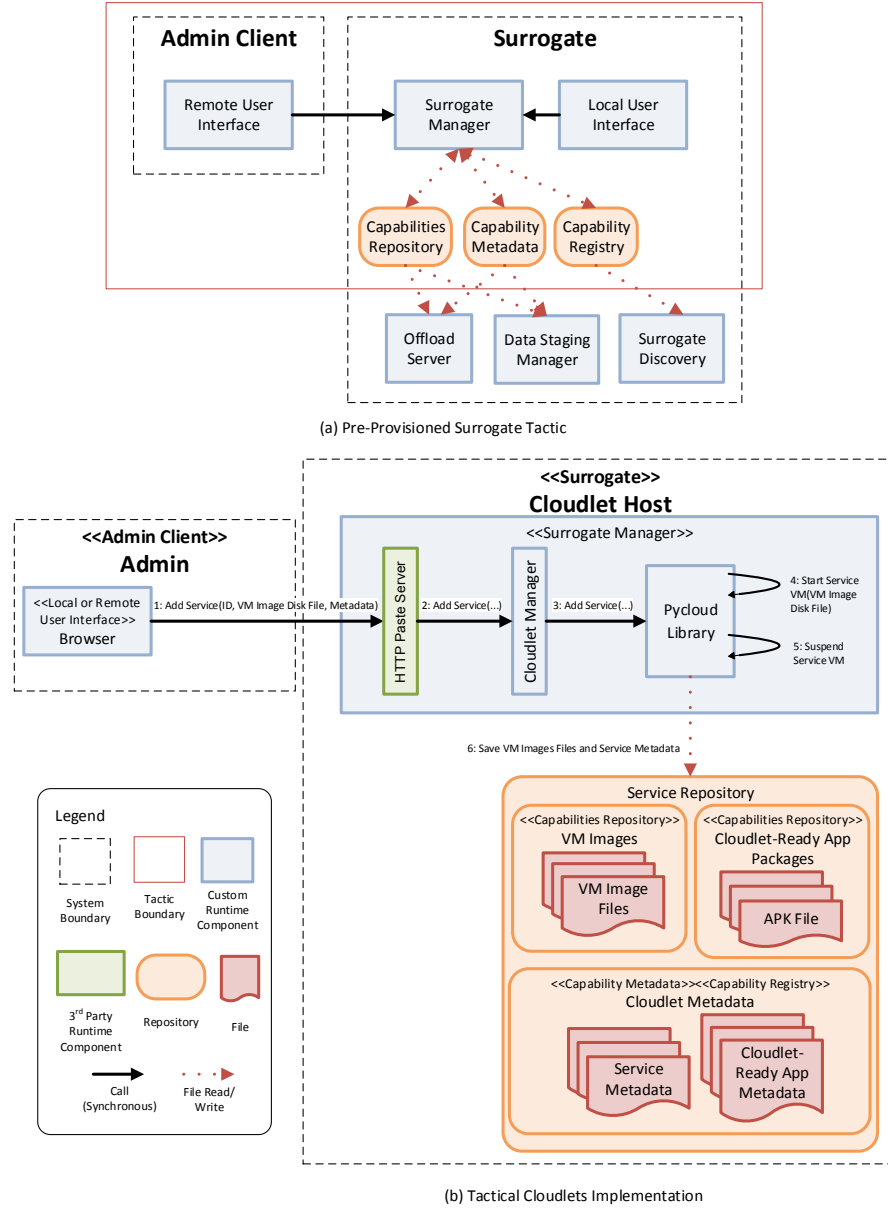 Admin Client
Surrogate
Remote User
Interface
Surrogate
Manager
Local User
Interface
Capabilities
Repository
Capability
Metadata
Capability
Registry
Offload
Server
Data Staging
Manager
Surrogate
Discovery
(a) Pre-Provisioned Surrogate Tactic
<<Surrogate>>
Cloudlet Host
<<Admin Client>>
Admin
<<Surrogate Manager>>
<<Local or Remote
User Interface>>
Browser
1: Add Service(ID, VM Image Disk File, Metadata)
HTTP Paste Server
2: Add Service(...)
Cloudlet Manager
3: Add Service(...)
Pycloud
Library
4: Start Service
VM(VM Image
Disk File)
5: Suspend
Service VM
6: Save VM Images Files and Service Metadata
Service Repository
<<Capabilities Repository>>
VM Images
VM Image
Files
<<Capabilities Repository>>
Cloudlet-Ready App
Packages
APK File
<<Capability Metadata>><<Capability Registry>>
Cloudlet Metadata
Service
Metadata
Cloudlet-
Ready App
Metadata
Legend
System
Boundary
Tactic
Boundary
Custom
Runtime
Component
3rd Party
Runtime
Component
Repository
File
Call
(Synchronous)
File Read/
Write
(b) Tactical Cloudlets Implementation